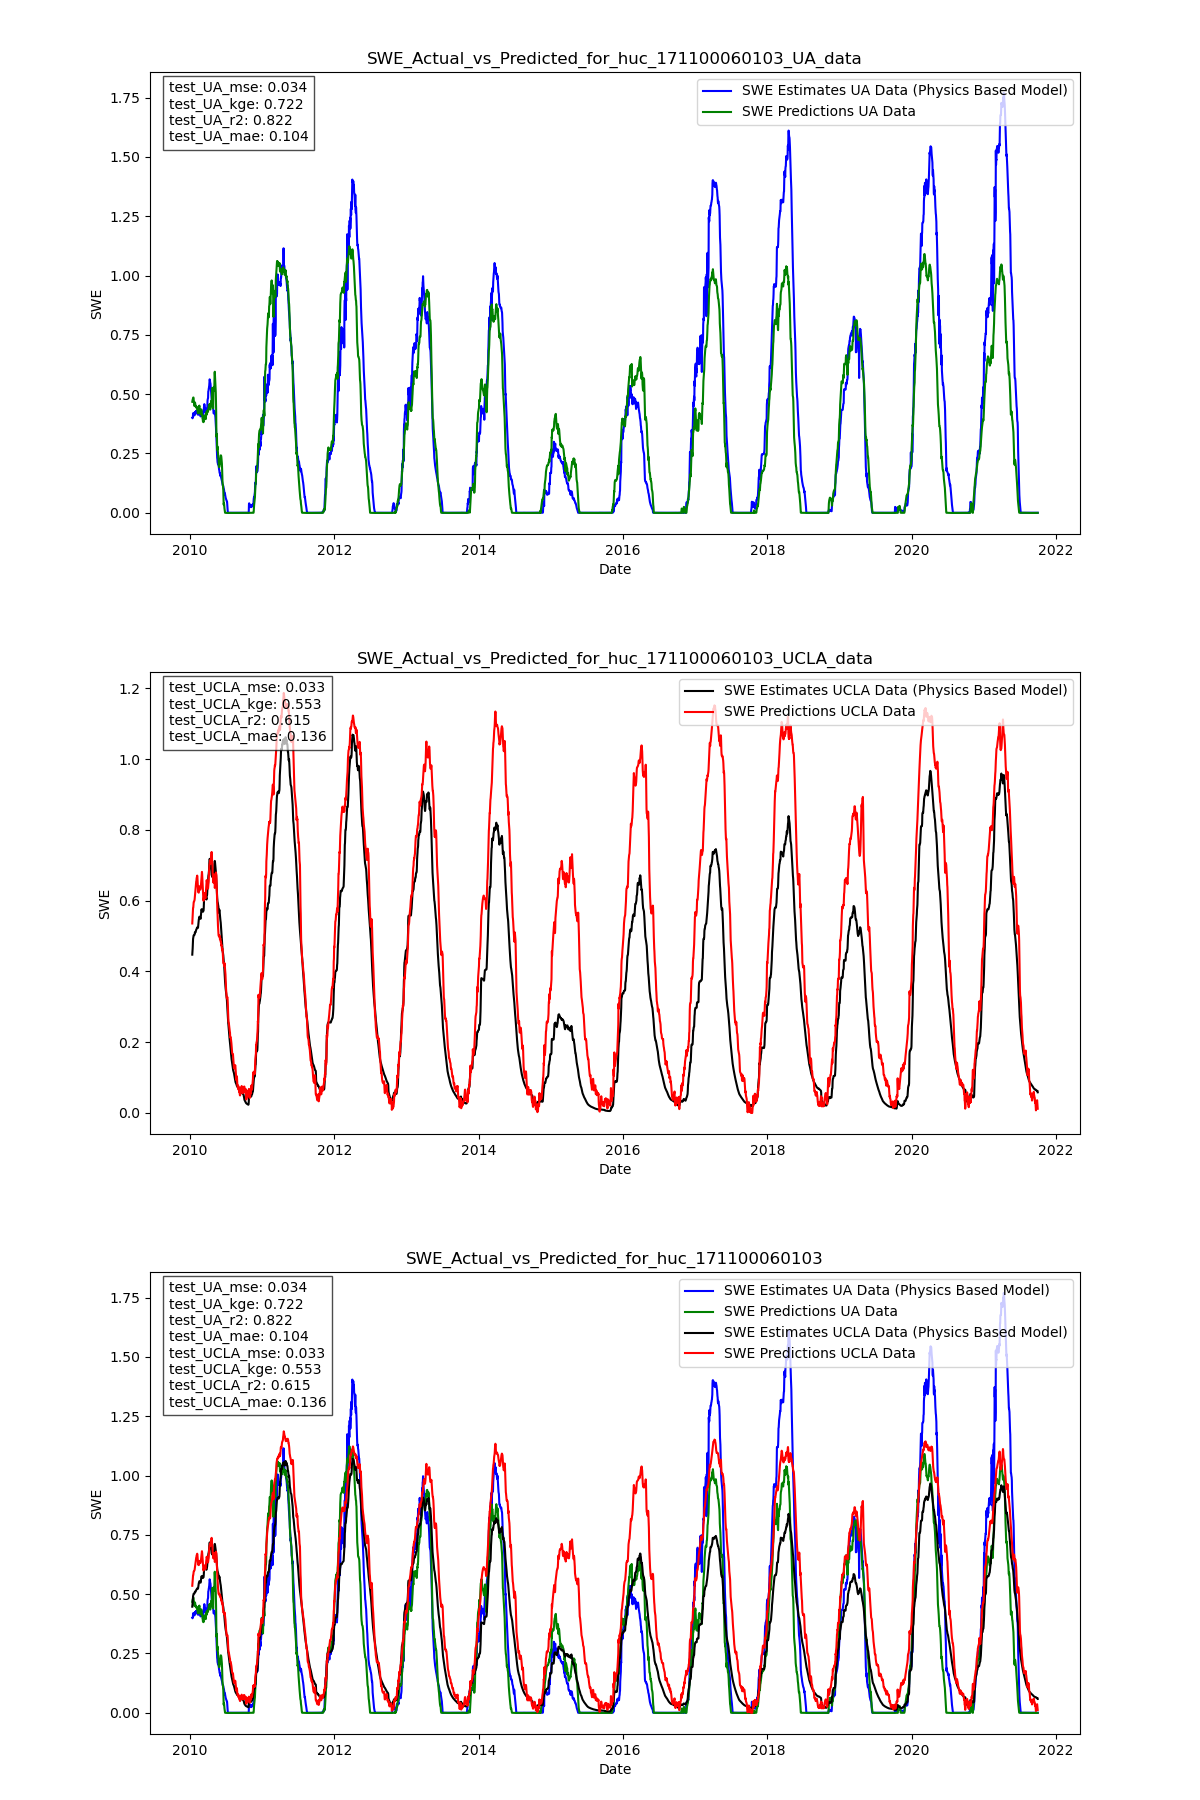 SWE_Actual_vs_Predicted_for_huc_171100060103_UA_data
test_UA_mse: 0.034
test_UA_kge: 0.722
test_UA_r2: 0.822
test_UA_mae: 0.104
SWE Estimates UA Data (Physics Based Model)
SWE Predictions UA Data
1.75
1.50
1.25
1.00
0.75
0.50
0.25
0.00
SWE
2010 2012 2014 2016 2018 2020 2022
Date
SWE_Actual_vs_Predicted_for_huc_171100060103_UCLA_data
test_UCLA_mse: 0.033
test_UCLA_kge: 0.553
test_UCLA_r2: 0.615
test_UCLA_mae: 0.136
SWE Estimates UCLA Data (Physics Based Model)
SWE Predictions UCLA Data
1.2
1.0
0.8
0.6
0.4
0.2
0.0
SWE
2010 2012 2014 2016 2018 2020 2022
Date
SWE_Actual_vs_Predicted_for_huc_171100060103
test_UA_mse: 0.034
test_UA_kge: 0.722
test_UA_r2: 0.822
test_UA_mae: 0.104
test_UCLA_mse: 0.033
test_UCLA_kge: 0.553
test_UCLA_r2: 0.615
test_UCLA_mae: 0.136
SWE Estimates UA Data (Physics Based Model)
SWE Predictions UA Data
SWE Estimates UCLA Data (Physics Based Model)
SWE Predictions UCLA Data
1.75
1.50
1.25
1.00
0.75
0.50
0.25
0.00
SWE
2010 2012 2014 2016 2018 2020 2022
Date